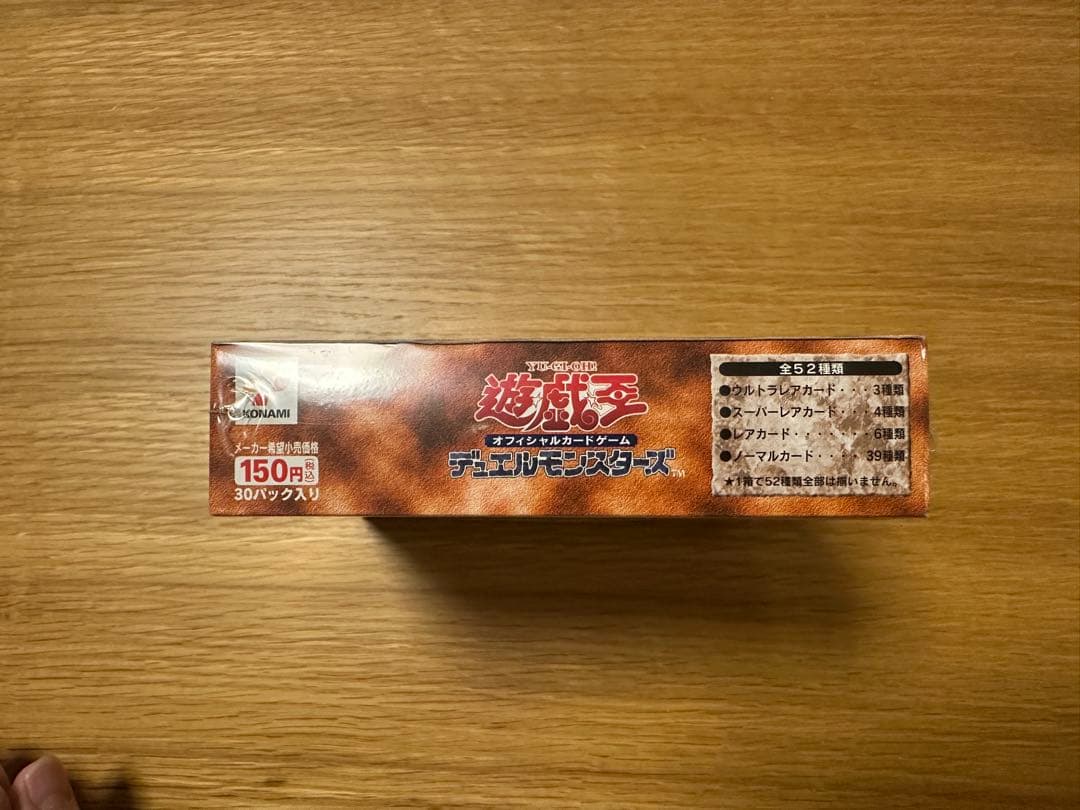 KONAMI
メーカー希望小売価格
150円(税込)
30パック入り
YU-GI-OH!
遊戯王
オフィシャルカードゲーム
デュエルモンスターズ™
全52種類
●ウルトラレアカード・・・3種類
●スーパーレアカード・・・4種類
●レアカード・・・・・・・6種類
●ノーマルカード・・・・39種類
★1箱で52種類全部は揃いません。